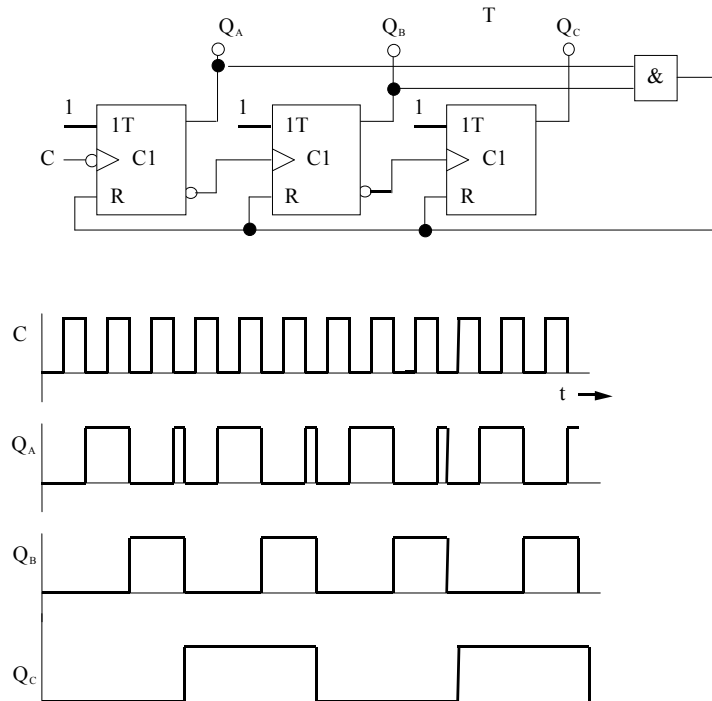 T
QA QB QC
&
1 1T 1 1T 1 1T
C C1 C1 C1
R R R
C
t
QA
QB
QC